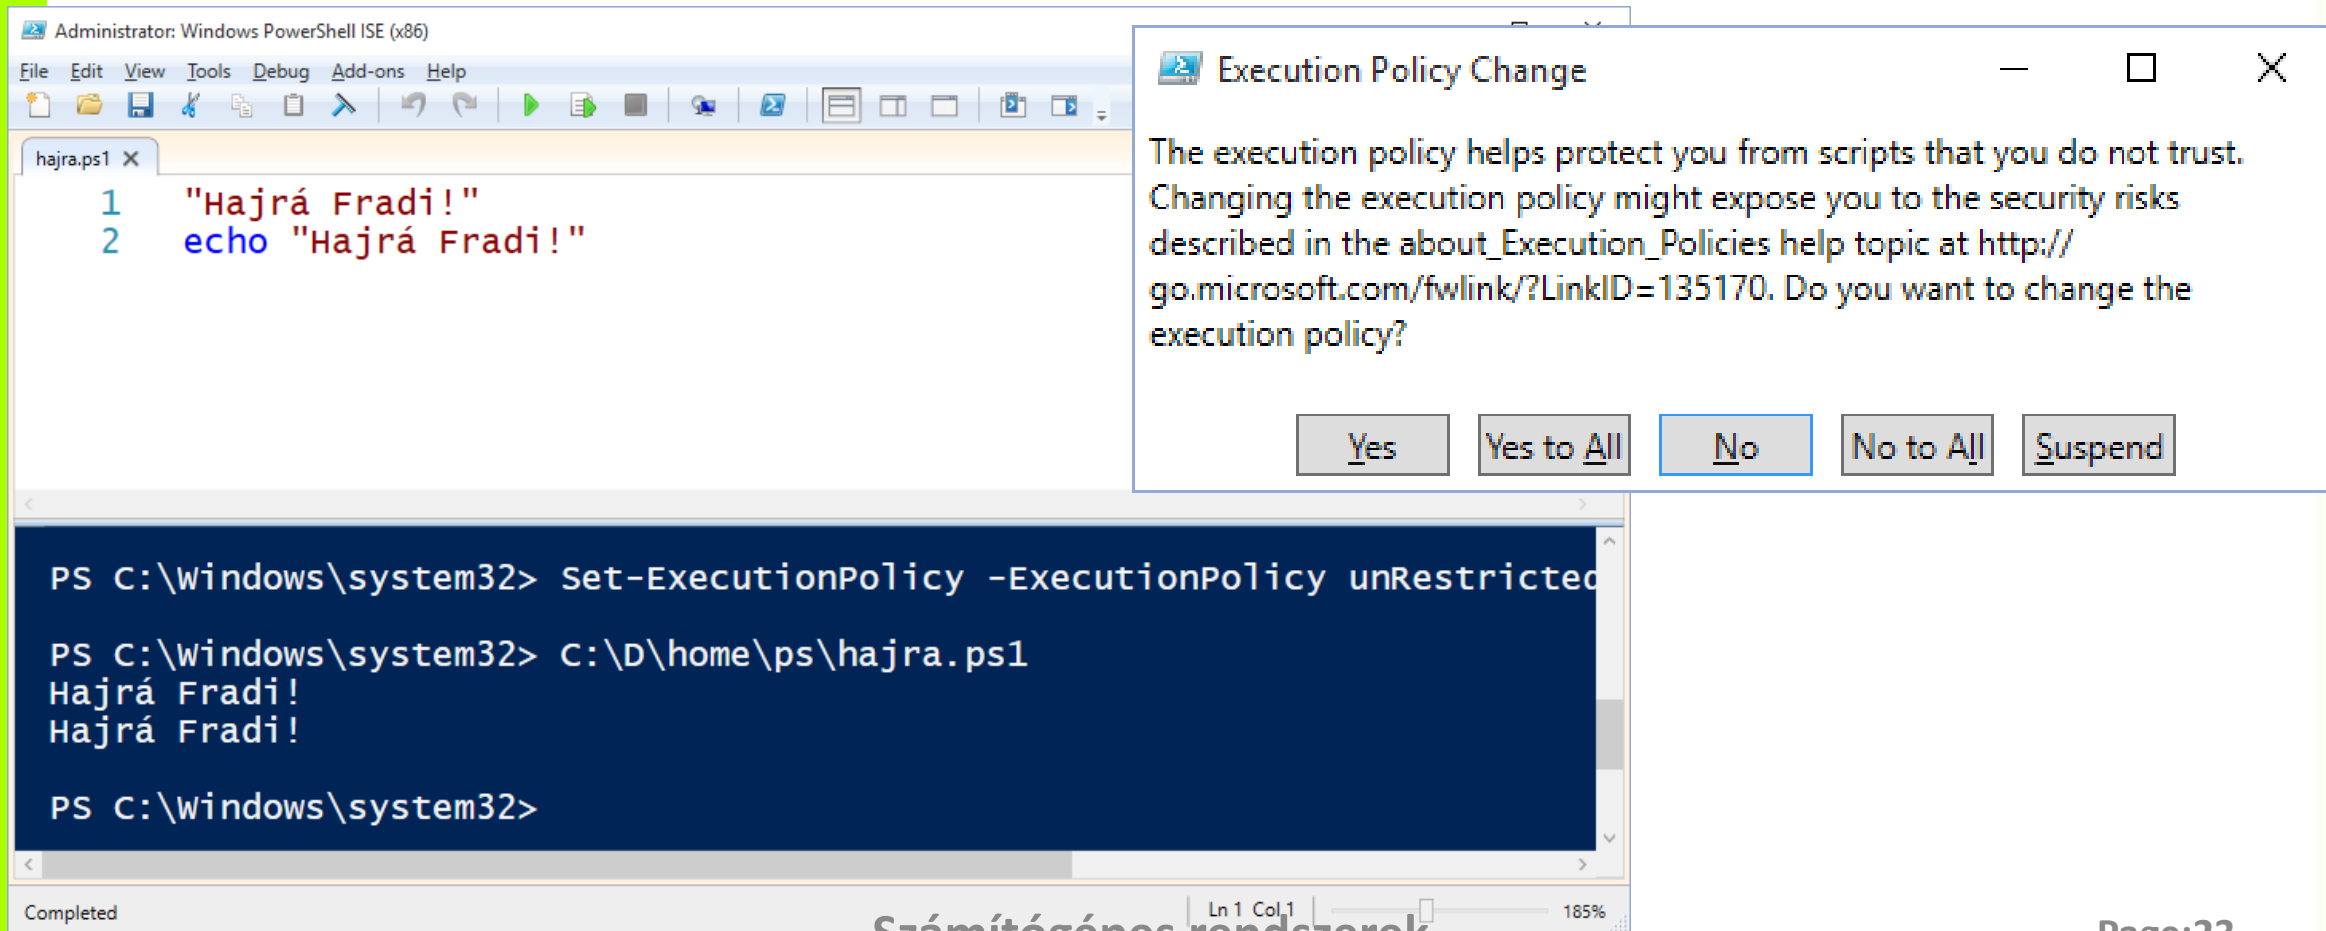 Administrator: Windows PowerShell ISE (x86)
File Edit View Tools Debug Add-ons Help
hajra.ps1
1 "Hajrá Fradi!"
2 echo "Hajrá Fradi!"
Execution Policy Change
The execution policy helps protect you from scripts that you do not trust.
Changing the execution policy might expose you to the security risks
described in the about_Execution_Policies help topic at http://
go.microsoft.com/fwlink/?LinkID=135170. Do you want to change the
execution policy?
Yes Yes to All No No to All Suspend
PS C:\Windows\system32> Set-ExecutionPolicy -ExecutionPolicy unRestricted
PS C:\Windows\system32> C:\D\home\ps\hajra.ps1
Hajrá Fradi!
Hajrá Fradi!
PS C:\Windows\system32>
Completed
Ln 1 Col 1
185%
Számítógépes rendszerek
Page:23